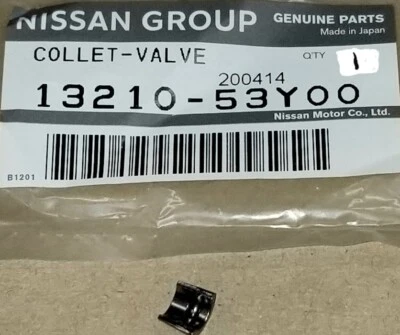 NISSAN GROUP GENUINE PARTS
Made in Japan
COLLET-VALVE QTY 1
200414
13210-53Y00
Nissan Motor Co., Ltd.
B1201